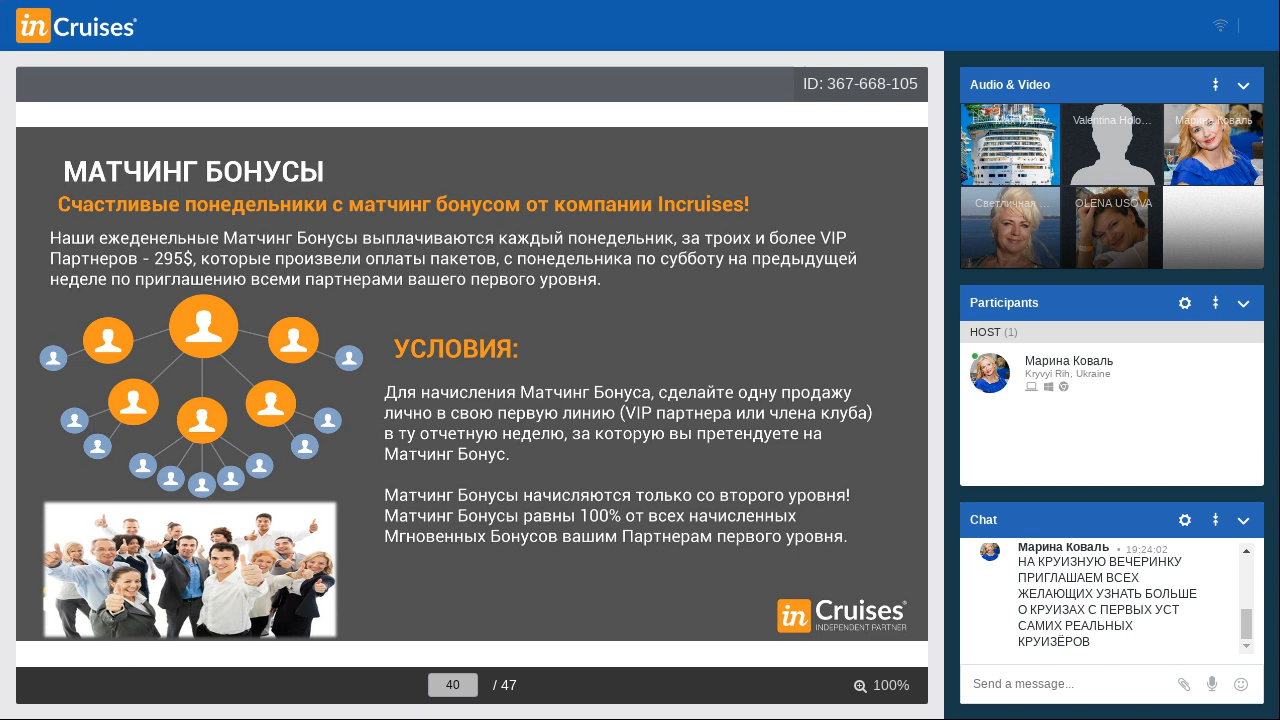 in Cruises
ID: 367-668-105
МАТЧИНГ БОНУСЫ
Счастливые понедельники с матчинг бонусом от компании Incruises!
Наши ежеденельные Матчинг Бонусы выплачиваются каждый понедельник, за троих и более VIP
Партнеров - 295$, которые произвели оплаты пакетов, с понедельника по субботу на предыдущей
неделе по приглашению всеми партнерами вашего первого уровня.
УСЛОВИЯ:
Для начисления Матчинг Бонуса, сделайте одну продажу
лично в свою первую линию (VIP партнера или члена клуба)
в ту отчетную неделю, за которую вы претендуете на
Матчинг Бонус.
Матчинг Бонусы начисляются только со второго уровня!
Матчинг Бонусы равны 100% от всех начисленных
Мгновенных Бонусов вашим Партнерам первого уровня.
in Cruises®
INDEPENDENT PARTNER
40 / 47
100%
Audio & Video
Valentina Holo...
Марина Коваль
Светличная ...
OLENA USOVA
Participants
HOST (1)
Марина Коваль
Kryvyi Rih, Ukraine
Chat
Марина Коваль • 19:24:02
НА КРУИЗНУЮ ВЕЧЕРИНКУ
ПРИГЛАШАЕМ ВСЕХ
ЖЕЛАЮЩИХ УЗНАТЬ БОЛЬШЕ
О КРУИЗАХ С ПЕРВЫХ УСТ
САМИХ РЕАЛЬНЫХ
КРУИЗЁРОВ
Send a message...